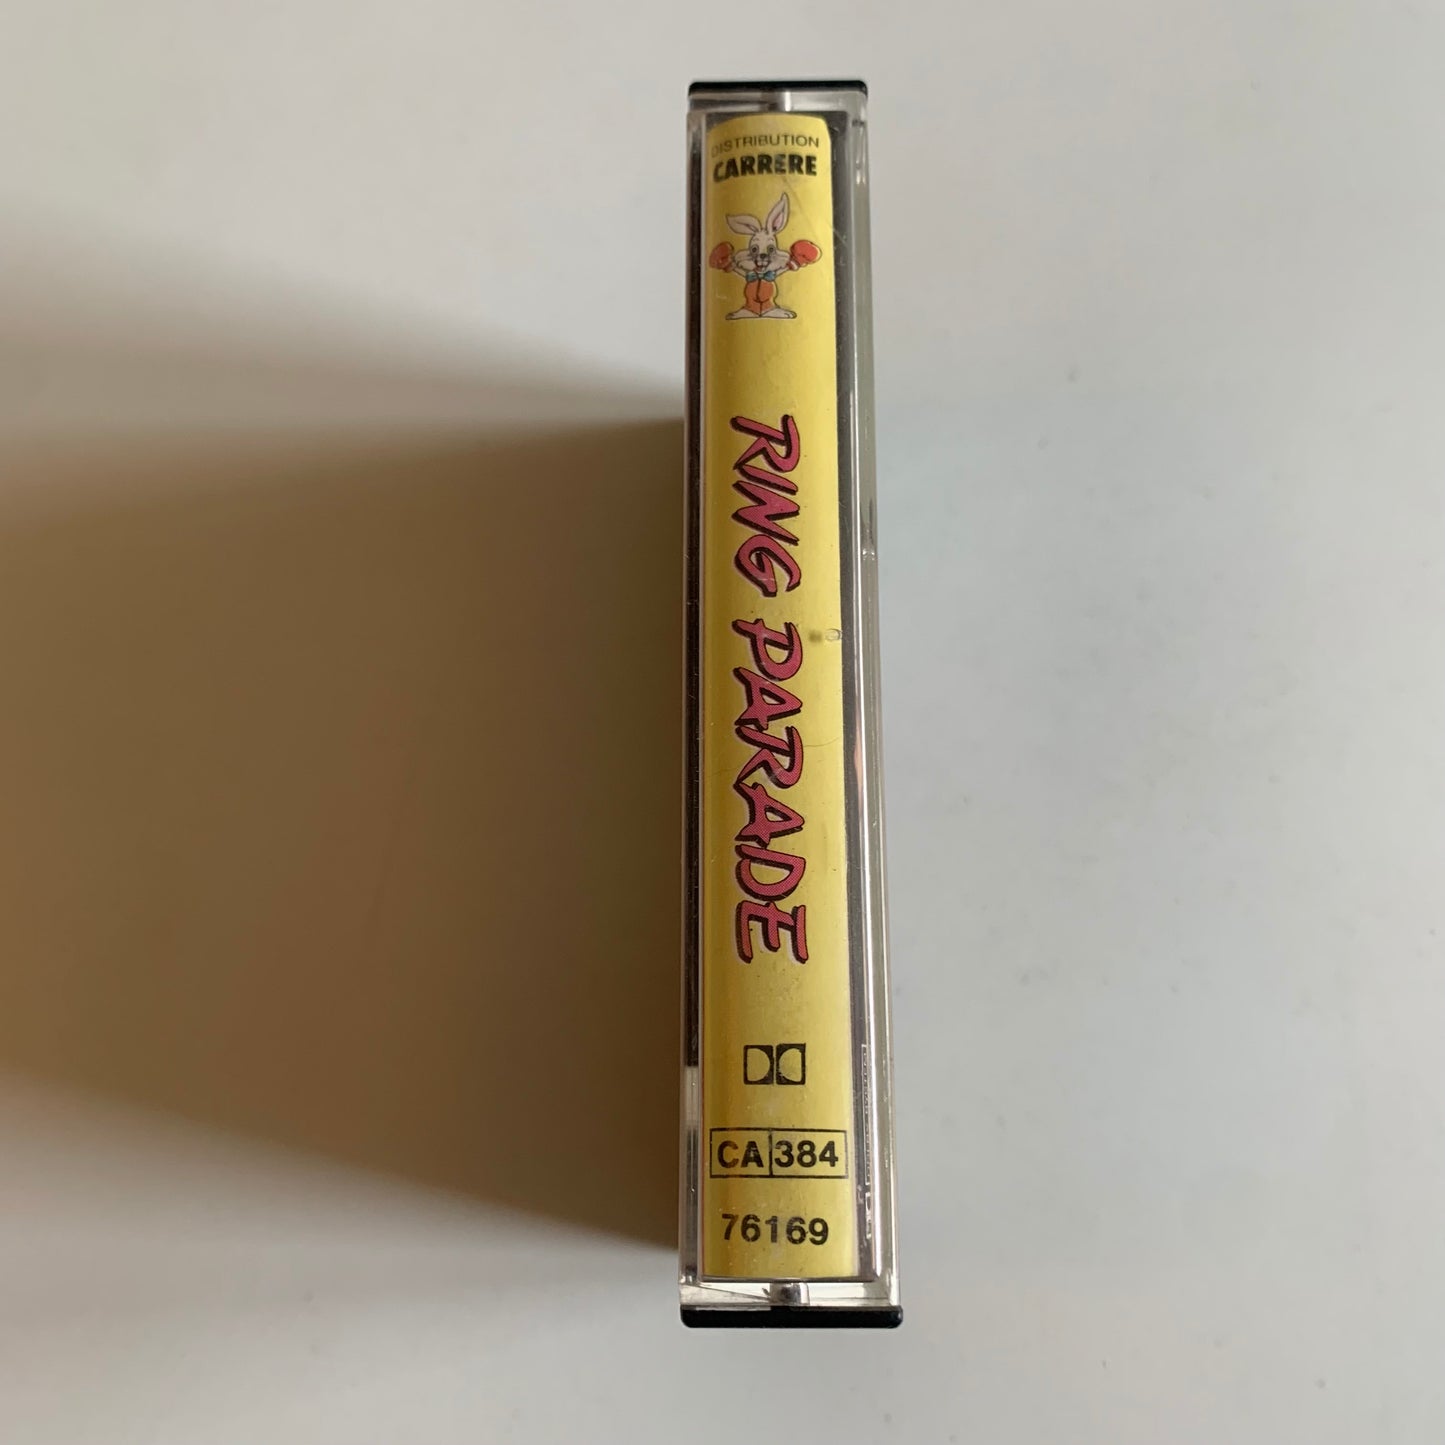 DISTRIBUTION
CARRERE
RING PARADE
CA 384
76169